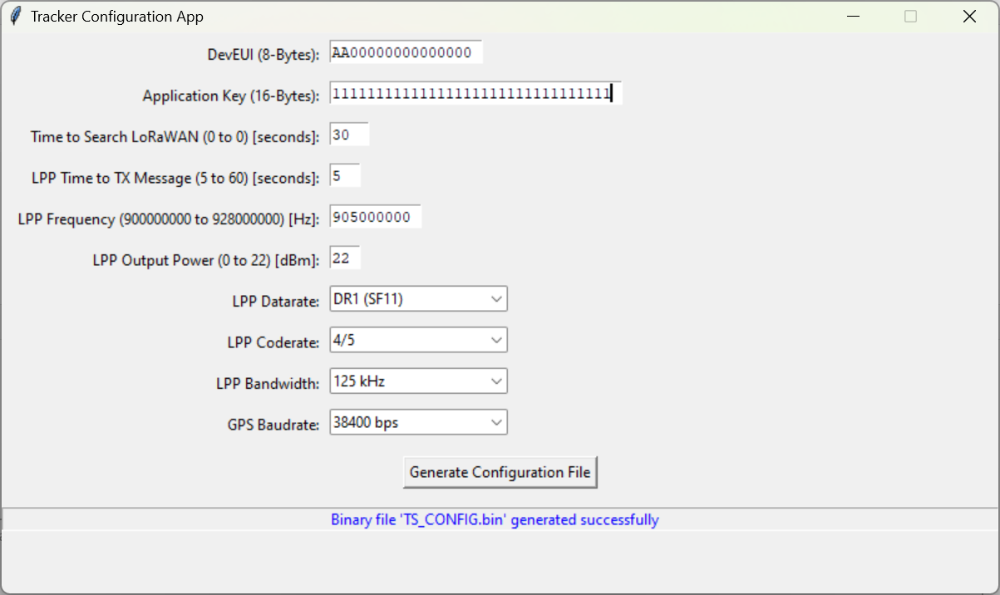 Tracker Configuration App
DevEUI (8-Bytes): AA00000000000000
Application Key (16-Bytes): 11111111111111111111111111111111
Time to Search LoRaWAN (0 to 0) [seconds]: 30
LPP Time to TX Message (5 to 60) [seconds]: 5
LPP Frequency (900000000 to 928000000) [Hz]: 905000000
LPP Output Power (0 to 22) [dBm]: 22
LPP Datarate: DR1 (SF11)
LPP Coderate: 4/5
LPP Bandwidth: 125 kHz
GPS Baudrate: 38400 bps
Generate Configuration File
Binary file 'TS_CONFIG.bin' generated successfully